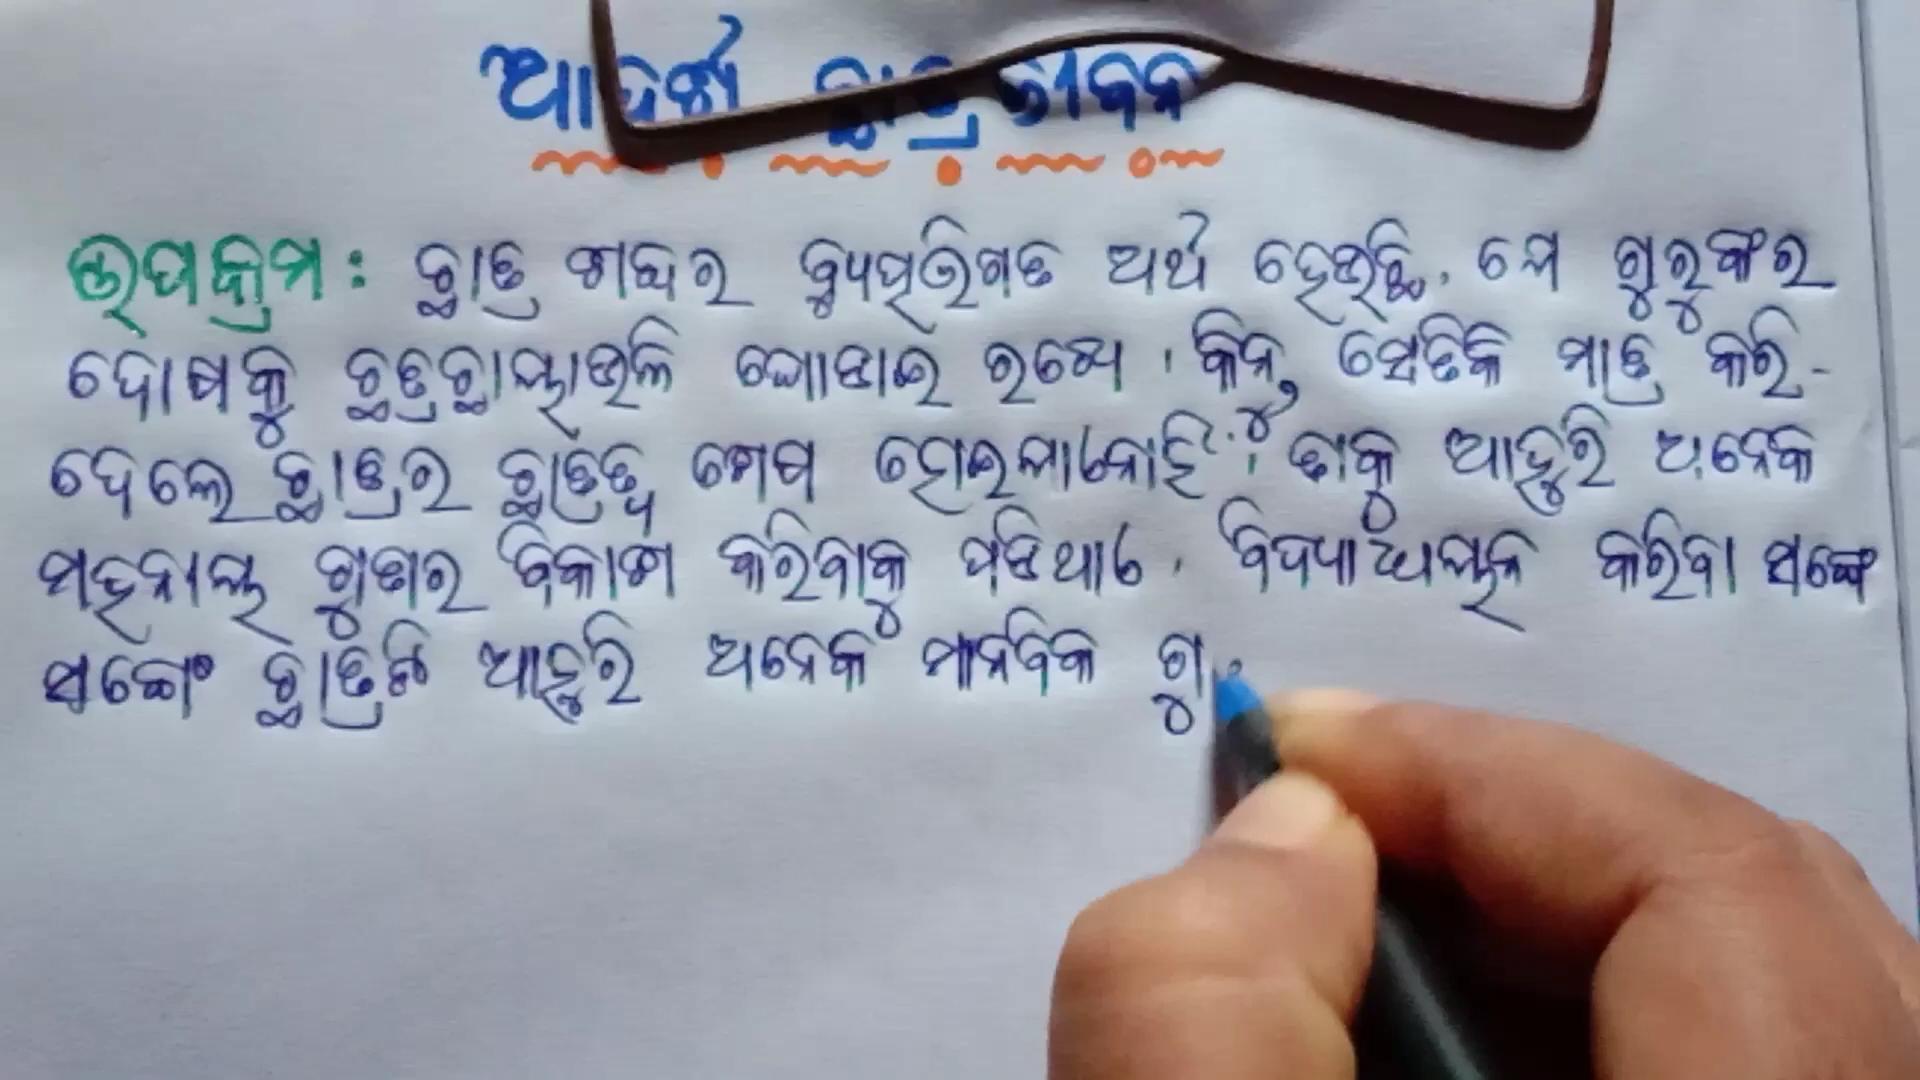 ଆଦର୍ଶ ଛାତ୍ର ଜୀବନ
ଉପକ୍ରମ : ଛାତ୍ର ଶବ୍ଦର ବ୍ୟୁତ୍ପତ୍ତିଗତ ଅର୍ଥ ହେଉଛି, ଯେ ଗୁରୁଙ୍କର
ଦୋଷକୁ ଛତ୍ରଛାୟାଭଳି ଘୋଡାଇ ରଖେ । କିନ୍ତୁ ସେତିକି ମାତ୍ର କରି-
ଦେଲେ ଛାତ୍ରର ଛାତ୍ରତ୍ୱ ଶେଷ ହୋଇଯାନାହିଁ । ତାକୁ ଆହୁରି ଅନେକ
ମହନୀୟ ଗୁଣର ବିକାଶ କରିବାକୁ ପଡିଥାଏ । ବିଦ୍ୟାଧ୍ୟୟନ କରିବା ସଙ୍ଗେ
ସଙ୍ଗେ ଛାତ୍ରଟି ଆହୁରି ଅନେକ ମାନବିକ ଗୁ